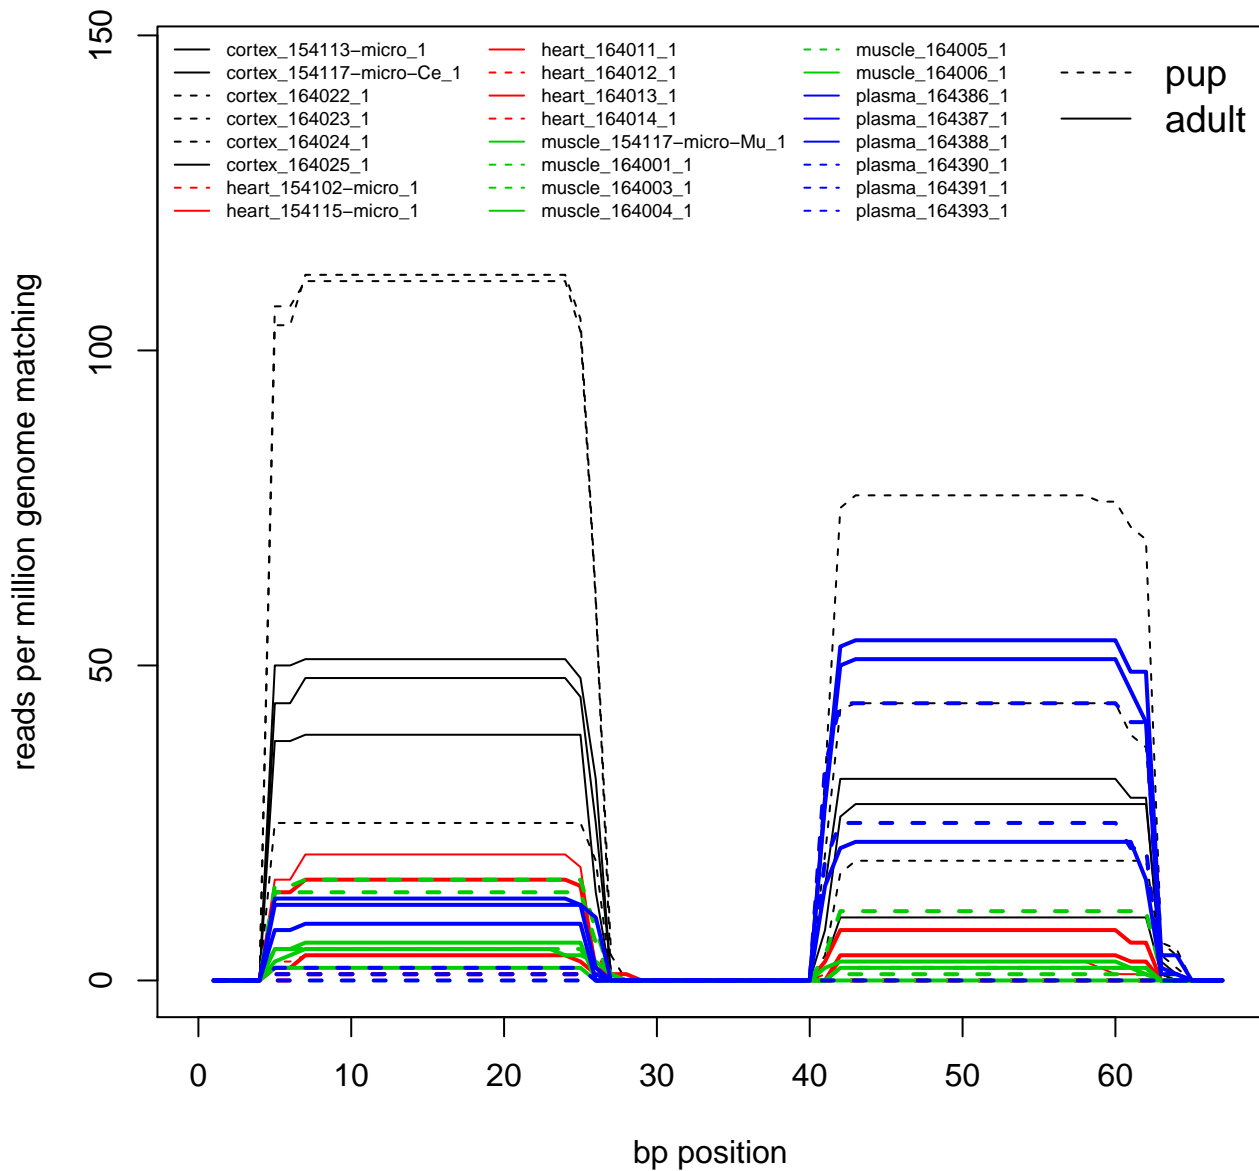 reads per million genome matching
150
100
50
0
cortex_154113−micro_1
cortex_154117−micro−Ce_1
cortex_164022_1
cortex_164023_1
cortex_164024_1
cortex_164025_1
heart_154102−micro_1
heart_154115−micro_1
heart_164011_1
heart_164012_1
heart_164013_1
heart_164014_1
muscle_154117−micro−Mu_1
muscle_164001_1
muscle_164003_1
muscle_164004_1
muscle_164005_1
muscle_164006_1
plasma_164386_1
plasma_164387_1
plasma_164388_1
plasma_164390_1
plasma_164391_1
plasma_164393_1
pup
adult
0 10 20 30 40 50 60
bp position